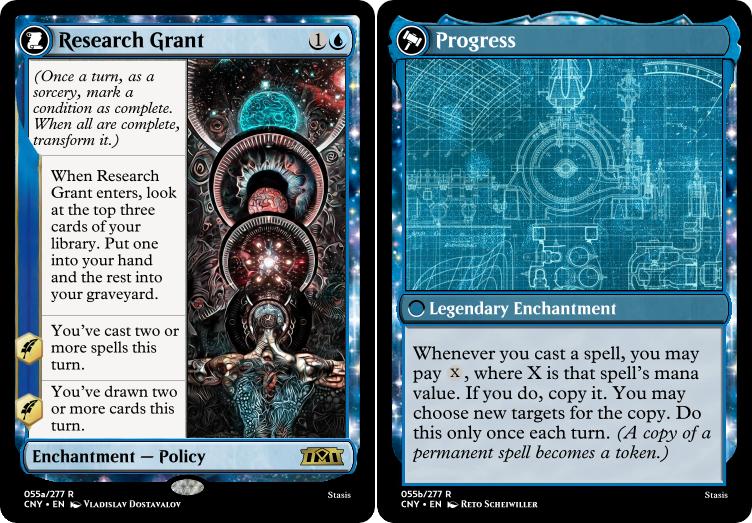 Research Grant
1
(Once a turn, as a
sorcery, mark a
condition as complete.
When all are complete,
transform it.)
When Research
Grant enters, look
at the top three
cards of your
library. Put one
into your hand
and the rest into
your graveyard.
You've cast two or
more spells this
turn.
You've drawn two
or more cards this
turn.
Enchantment — Policy
055a/277 R
CNY • EN Vladislav Dostavalov
Stasis
Progress
Legendary Enchantment
Whenever you cast a spell, you may
pay X, where X is that spell's mana
value. If you do, copy it. You may
choose new targets for the copy. Do
this only once each turn. (A copy of a
permanent spell becomes a token.)
055b/277 R
CNY • EN Reto Scheiwiller
Stasis